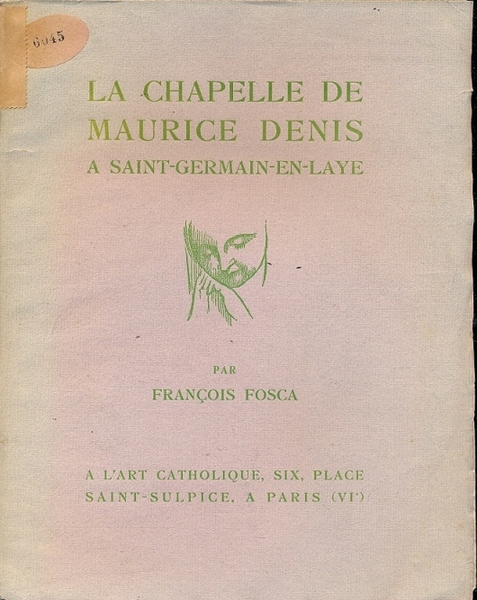 6045
LA CHAPELLE DE
MAURICE DENIS
A SAINT-GERMAIN-EN-LAYE
PAR
FRANÇOIS FOSCA
A L'ART CATHOLIQUE, SIX, PLACE
SAINT-SULPICE, A PARIS (VIᵉ)